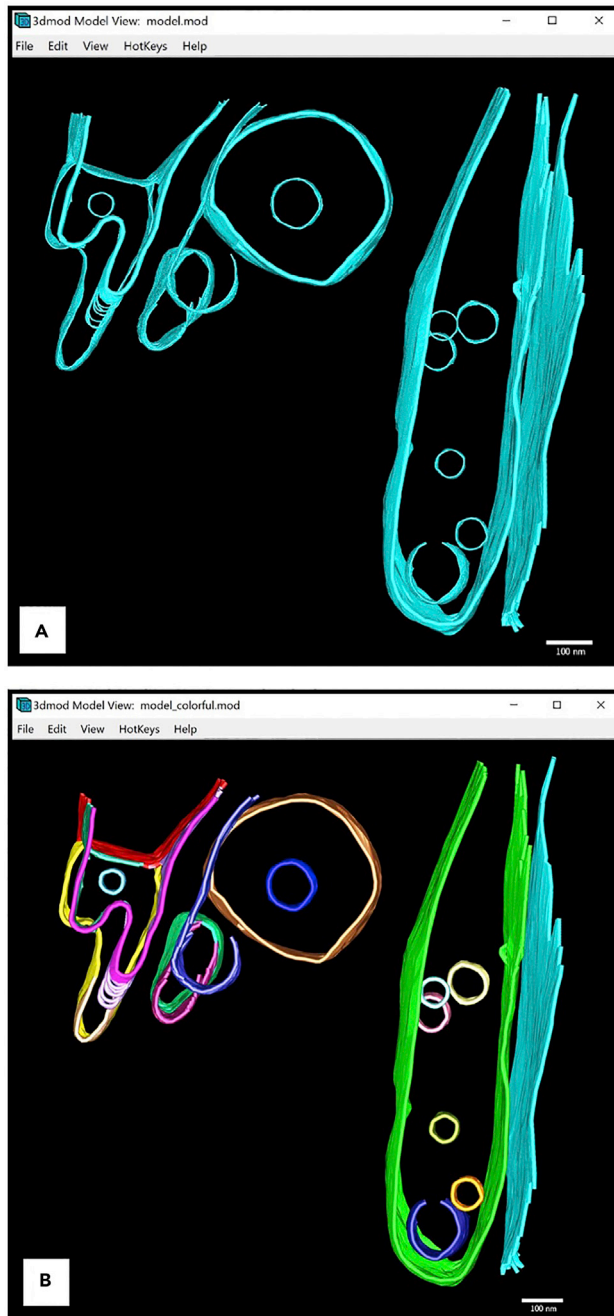 3dmod Model View: model.mod
File Edit View HotKeys Help
A
100 nm
3dmod Model View: model_colorful.mod
File Edit View HotKeys Help
B
100 nm